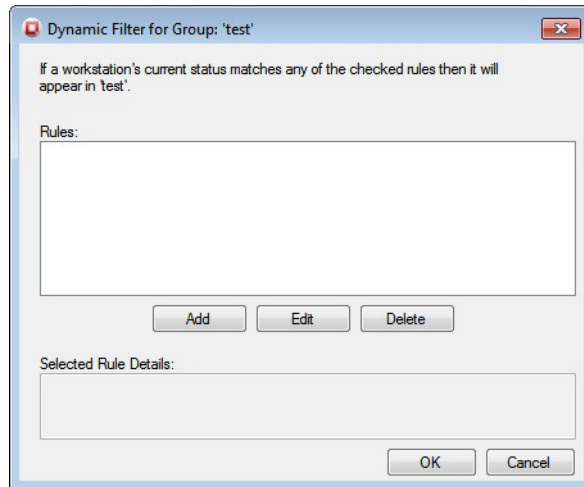 Dynamic Filter for Group: 'test'
If a workstation's current status matches any of the checked rules then it will
appear in 'test'.
Rules:
Add Edit Delete
Selected Rule Details:
OK Cancel